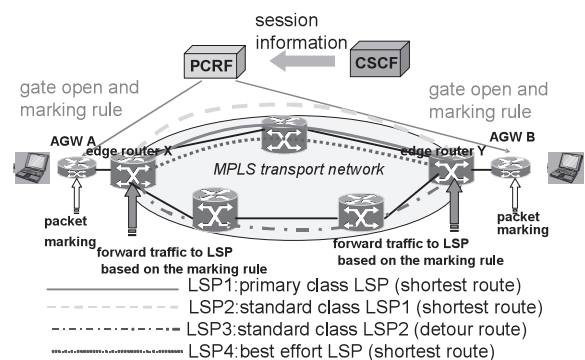 session
information
PCRF
CSCF
gate open and
marking rule
gate open and
marking rule
AGW A
edge router X
edge router Y
AGW B
MPLS transport network
packet
marking
forward traffic to LSP
based on the marking rule
forward traffic to LSP
based on the marking rule
packet
marking
LSP1:primary class LSP (shortest route)
LSP2:standard class LSP1 (shortest route)
LSP3:standard class LSP2 (detour route)
LSP4:best effort LSP (shortest route)